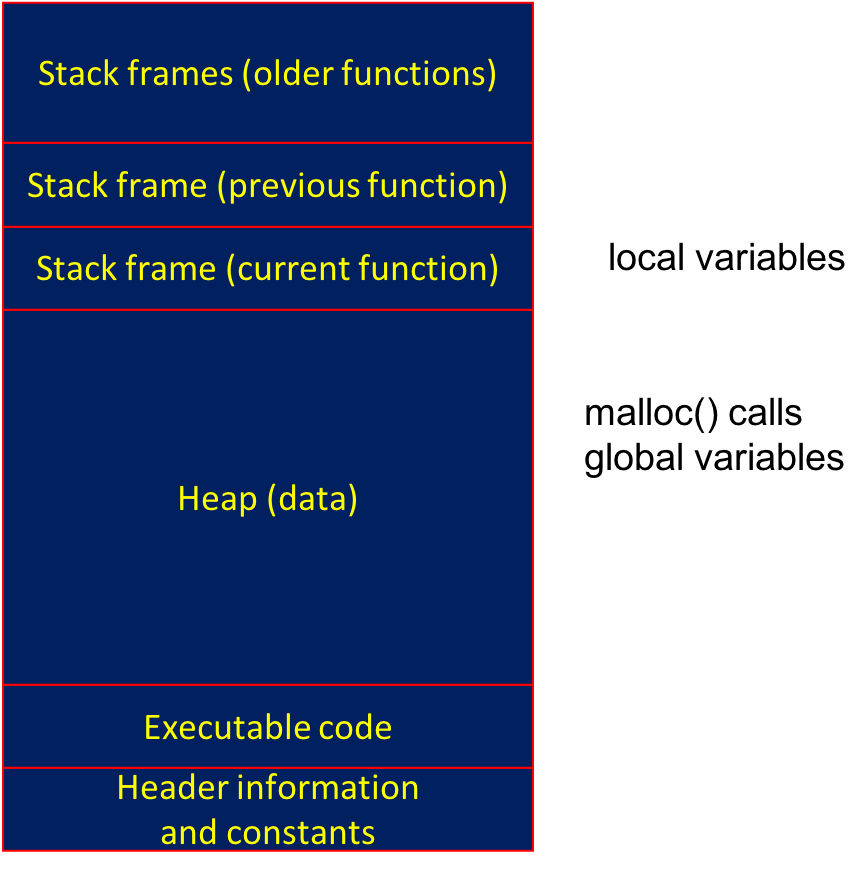 Stack frames (older functions)
Stack frame (previous function)
Stack frame (current function)
local variables
malloc() calls
global variables
Heap (data)
Executable code
Header information
and constants